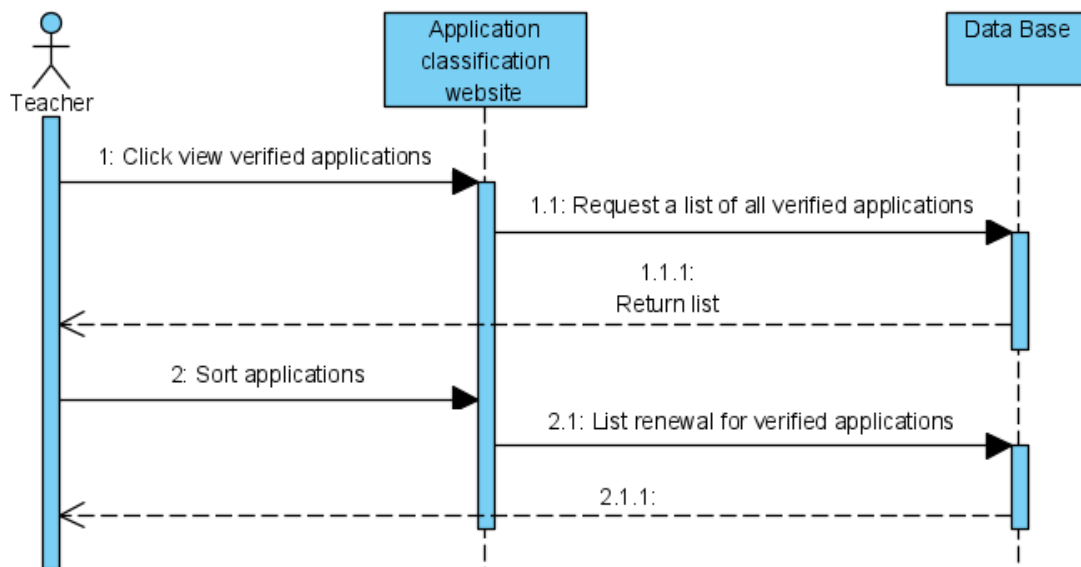 Teacher
Application
classification
website
Data Base
1: Click view verified applications
1.1: Request a list of all verified applications
1.1.1:
Return list
2: Sort applications
2.1: List renewal for verified applications
2.1.1: